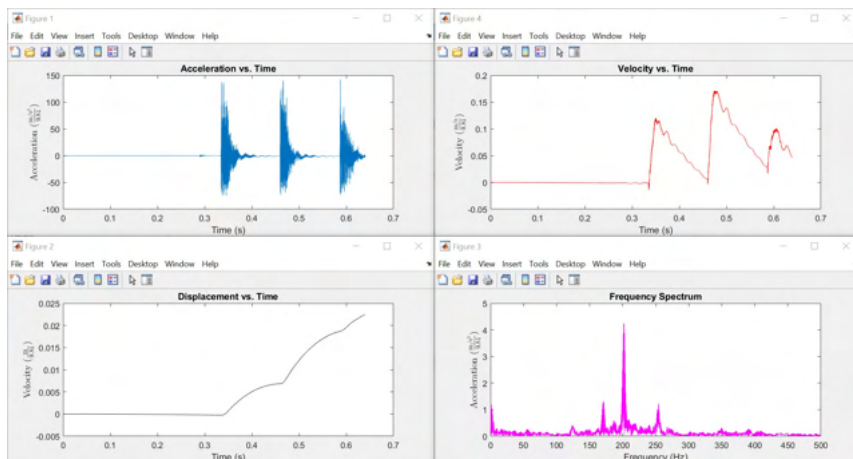 Figure 1
File Edit View Insert Tools Desktop Window Help
Acceleration vs. Time
150
100
50
0
-50
-100
Acceleration
0 0.1 0.2 0.3 0.4 0.5 0.6 0.7
Time (s)
Figure 4
File Edit View Insert Tools Desktop Window Help
Velocity vs. Time
0.2
0.15
0.1
0.05
0
-0.05
Velocity
0 0.1 0.2 0.3 0.4 0.5 0.6 0.7
Time (s)
Figure 2
File Edit View Insert Tools Desktop Window Help
Displacement vs. Time
0.025
0.02
0.015
0.01
0.005
0
-0.005
Velocity
0 0.1 0.2 0.3 0.4 0.5 0.6 0.7
Time (s)
Figure 3
File Edit View Insert Tools Desktop Window Help
Frequency Spectrum
5
4
3
2
1
0
Acceleration
0 50 100 150 200 250 300 350 400 450 500
Frequency (Hz)